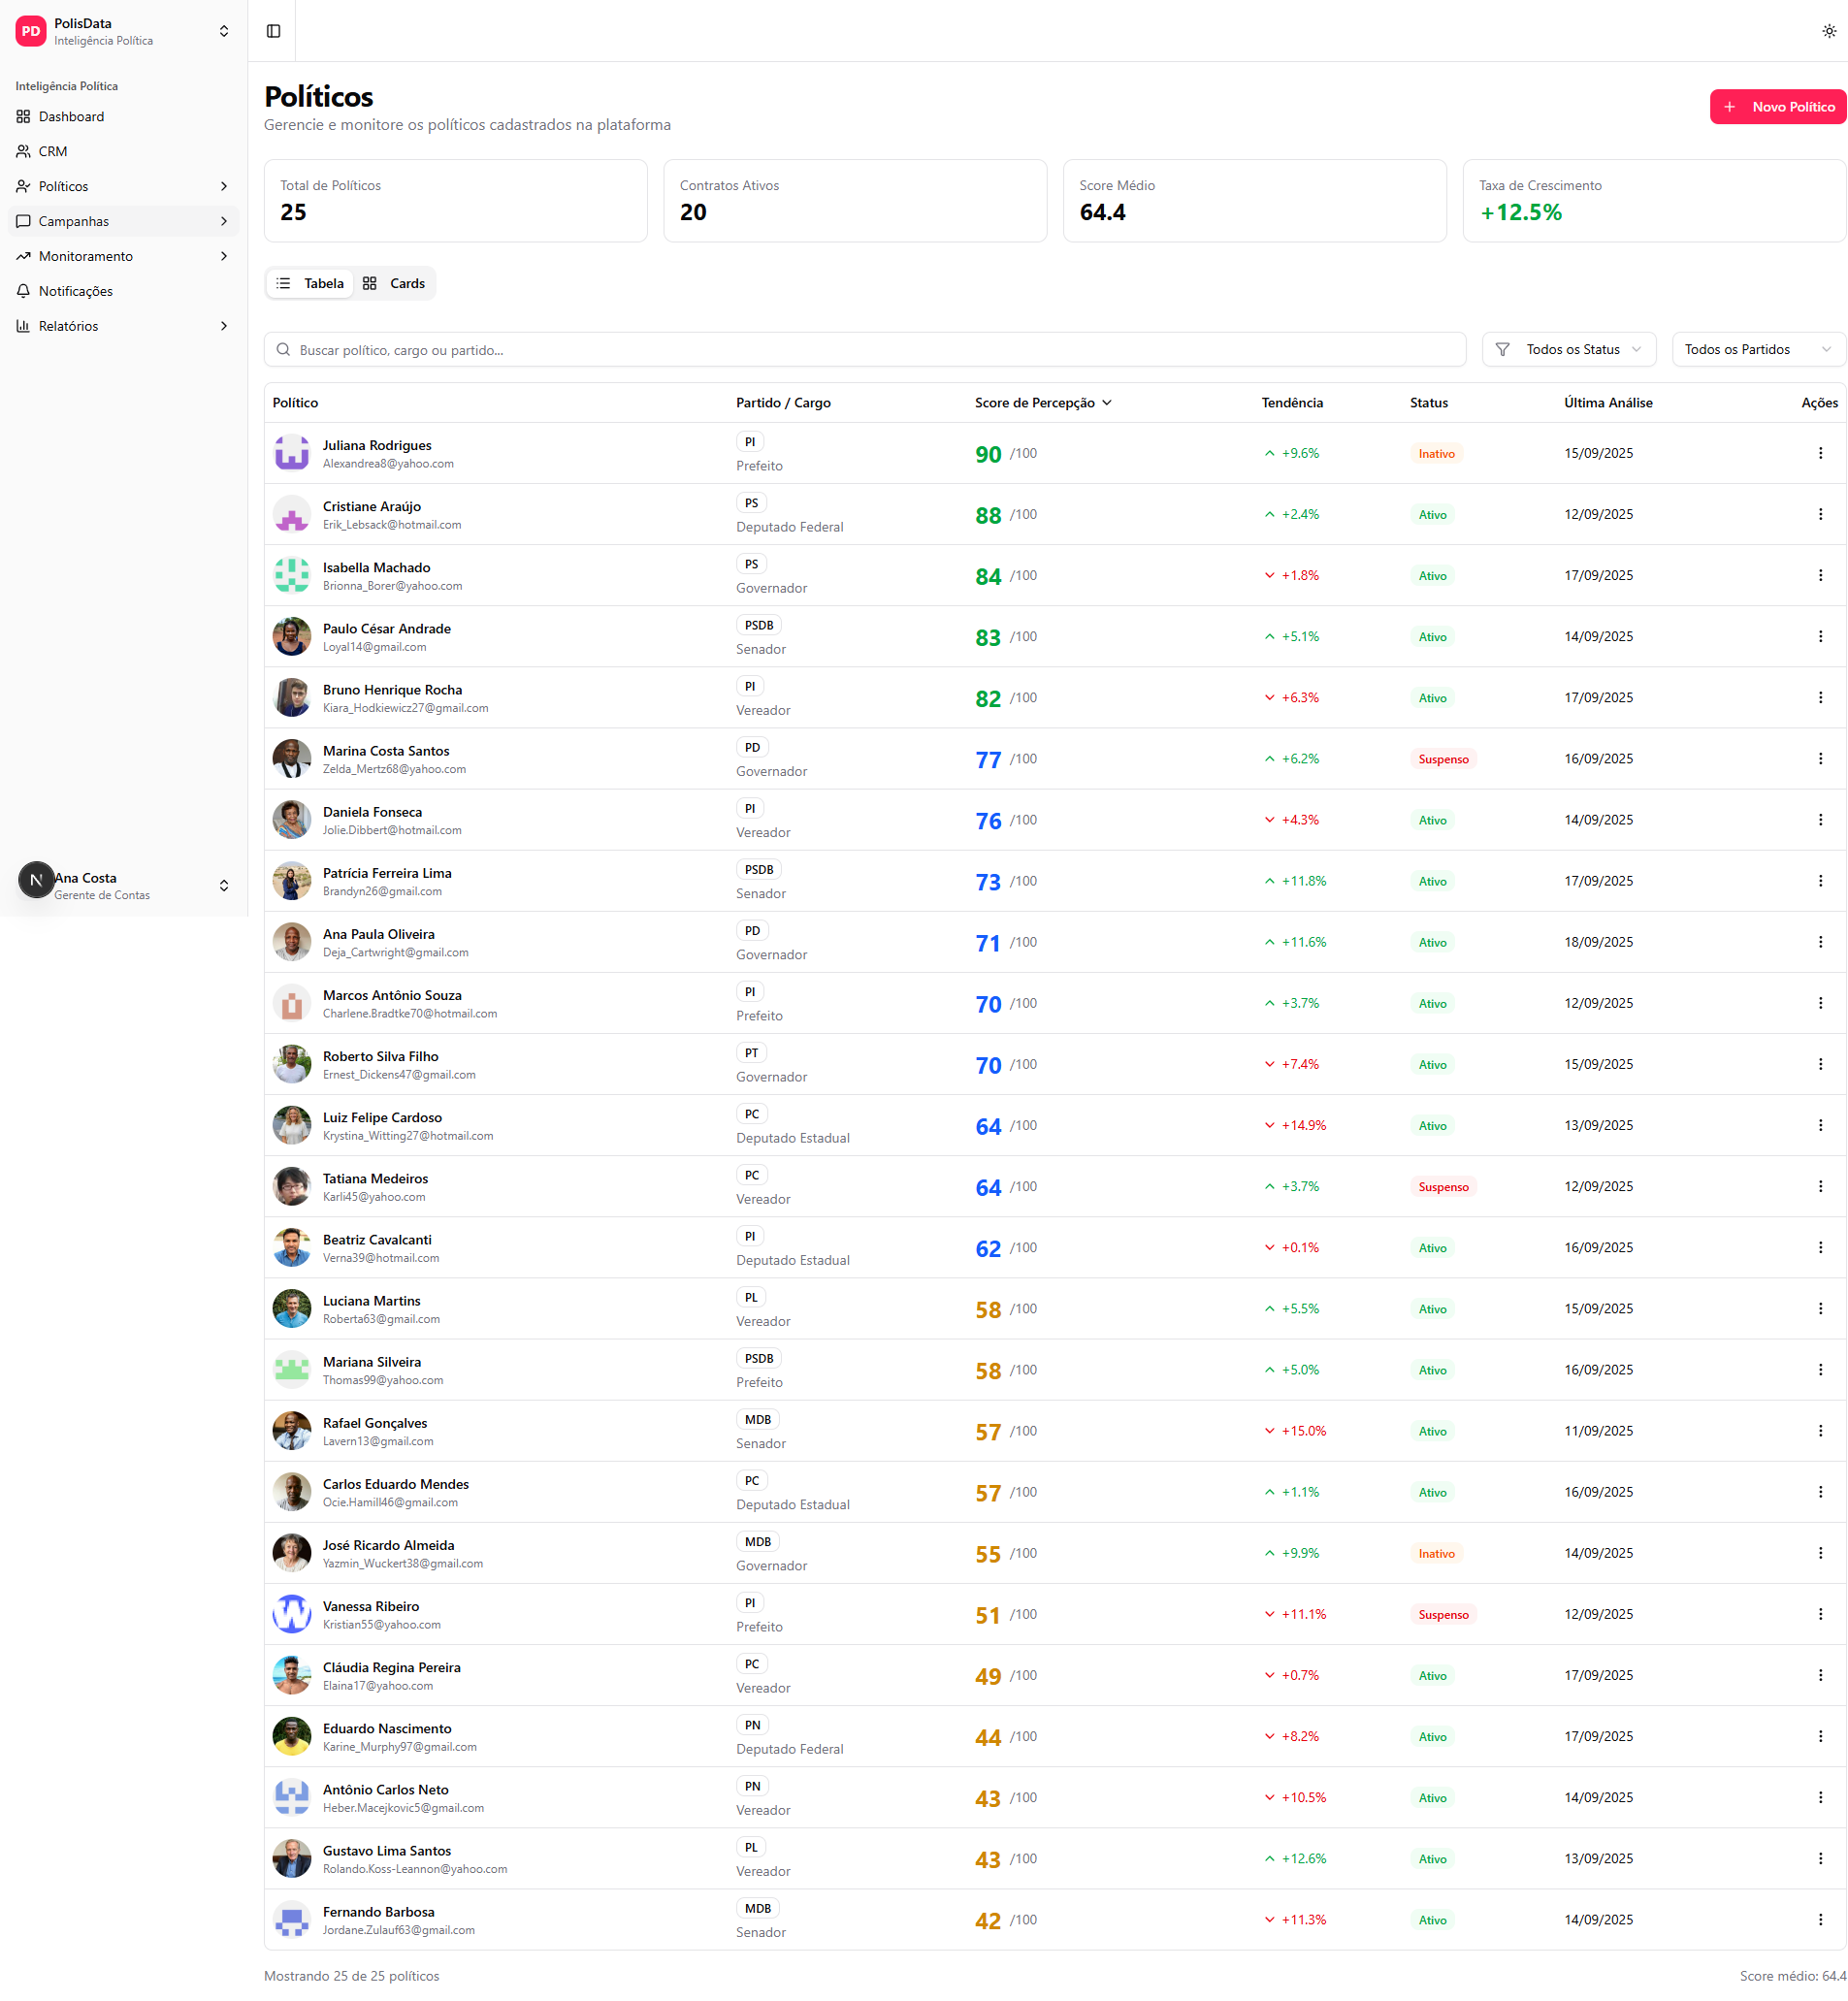 PD
PolisData
Inteligência Política
Inteligência Política
Dashboard
CRM
Políticos
Campanhas
Monitoramento
Notificações
Relatórios
N
Ana Costa
Gerente de Contas
Políticos
Gerencie e monitore os políticos cadastrados na plataforma
Novo Político
Total de Políticos
25
Contratos Ativos
20
Score Médio
64.4
Taxa de Crescimento
+12.5%
Tabela Cards
Buscar político, cargo ou partido...
Todos os Status
Todos os Partidos
Político Partido / Cargo Score de Percepção Tendência Status Última Análise Ações
Juliana Rodrigues
Alexandrea8@yahoo.com
PI
Prefeito
90 /100 +9.6% Inativo 15/09/2025
Cristiane Araújo
Erik_Lebsack@hotmail.com
PS
Deputado Federal
88 /100 +2.4% Ativo 12/09/2025
Isabella Machado
Brionna_Borer@yahoo.com
PS
Governador
84 /100 +1.8% Ativo 17/09/2025
Paulo César Andrade
Loyal14@gmail.com
PSDB
Senador
83 /100 +5.1% Ativo 14/09/2025
Bruno Henrique Rocha
Kiara_Hodkiewicz27@gmail.com
PI
Vereador
82 /100 +6.3% Ativo 17/09/2025
Marina Costa Santos
Zelda_Mertz68@yahoo.com
PD
Governador
77 /100 +6.2% Suspenso 16/09/2025
Daniela Fonseca
Jolie.Dibbert@hotmail.com
PI
Vereador
76 /100 +4.3% Ativo 14/09/2025
Patrícia Ferreira Lima
Brandyn26@gmail.com
PSDB
Senador
73 /100 +11.8% Ativo 17/09/2025
Ana Paula Oliveira
Deja_Cartwright@gmail.com
PD
Governador
71 /100 +11.6% Ativo 18/09/2025
Marcos Antônio Souza
Charlene.Bradtke70@hotmail.com
PI
Prefeito
70 /100 +3.7% Ativo 12/09/2025
Roberto Silva Filho
Ernest_Dickens47@gmail.com
PT
Governador
70 /100 +7.4% Ativo 15/09/2025
Luiz Felipe Cardoso
Krystina_Witting27@hotmail.com
PC
Deputado Estadual
64 /100 +14.9% Ativo 13/09/2025
Tatiana Medeiros
Karli45@yahoo.com
PC
Vereador
64 /100 +3.7% Suspenso 12/09/2025
Beatriz Cavalcanti
Verna39@hotmail.com
PI
Deputado Estadual
62 /100 +0.1% Ativo 16/09/2025
Luciana Martins
Roberta63@gmail.com
PL
Vereador
58 /100 +5.5% Ativo 15/09/2025
Mariana Silveira
Thomas99@yahoo.com
PSDB
Prefeito
58 /100 +5.0% Ativo 16/09/2025
Rafael Gonçalves
Lavern13@gmail.com
MDB
Senador
57 /100 +15.0% Ativo 11/09/2025
Carlos Eduardo Mendes
Ocie.Hamill46@gmail.com
PC
Deputado Estadual
57 /100 +1.1% Ativo 16/09/2025
José Ricardo Almeida
Yazmin_Wuckert38@gmail.com
MDB
Governador
55 /100 +9.9% Inativo 14/09/2025
Vanessa Ribeiro
Kristian55@yahoo.com
PI
Prefeito
51 /100 +11.1% Suspenso 12/09/2025
Cláudia Regina Pereira
Elaina17@yahoo.com
PC
Vereador
49 /100 +0.7% Ativo 17/09/2025
Eduardo Nascimento
Karine_Murphy97@gmail.com
PN
Deputado Federal
44 /100 +8.2% Ativo 17/09/2025
Antônio Carlos Neto
Heber.Macejkovic5@gmail.com
PN
Vereador
43 /100 +10.5% Ativo 14/09/2025
Gustavo Lima Santos
Rolando.Koss-Leannon@yahoo.com
PL
Vereador
43 /100 +12.6% Ativo 13/09/2025
Fernando Barbosa
Jordane.Zulauf63@gmail.com
MDB
Senador
42 /100 +11.3% Ativo 14/09/2025
Mostrando 25 de 25 políticos
Score médio: 64.4